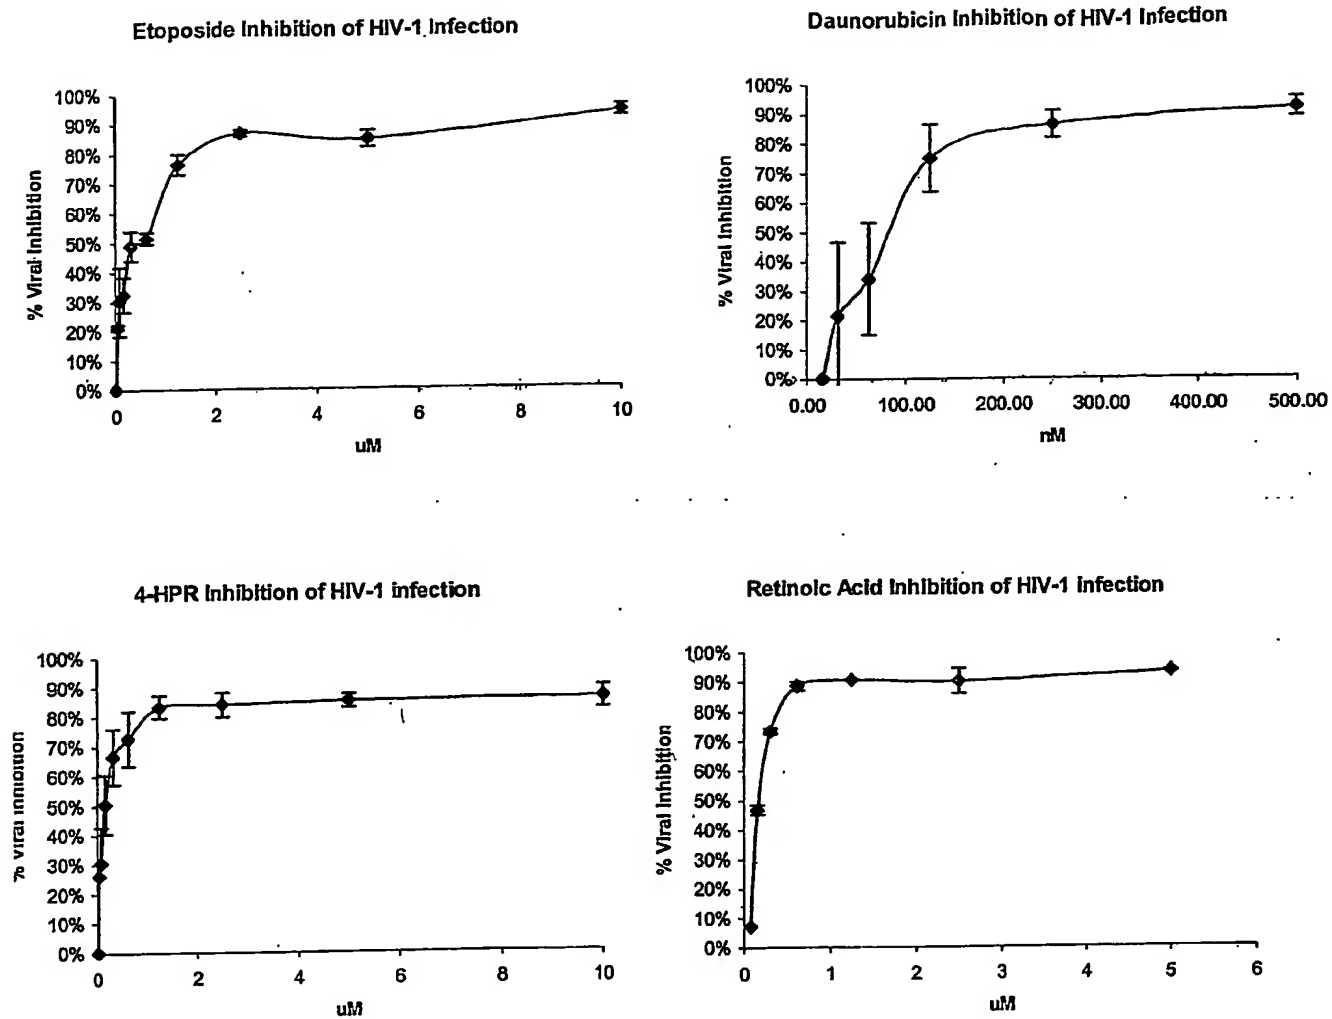 Etoposide Inhibition of HIV-1 Infection
100%
90%
80%
70%
60%
50%
40%
30%
20%
10%
0%
% Viral Inhibition
0 2 4 6 8 10
uM
Daunorubicin Inhibition of HIV-1 Infection
100%
90%
80%
70%
60%
50%
40%
30%
20%
10%
0%
% Viral Inhibition
0.00 100.00 200.00 300.00 400.00 500.00
nM
4-HPR Inhibition of HIV-1 infection
100%
90%
80%
70%
60%
50%
40%
30%
20%
10%
0%
% Viral Inhibition
0 2 4 6 8 10
uM
Retinoic Acid Inhibition of HIV-1 infection
100%
90%
80%
70%
60%
50%
40%
30%
20%
10%
0%
% Viral Inhibition
0 1 2 3 4 5 6
uM